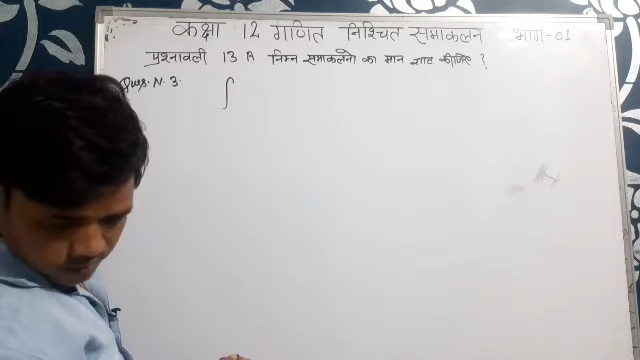 कक्षा 12 गणित निश्चित समाकलन भाग-01
प्रश्नावली 13 A निम्न समाकलनो का मान ज्ञात कीजिए ?
Ques. N. 3. ∫